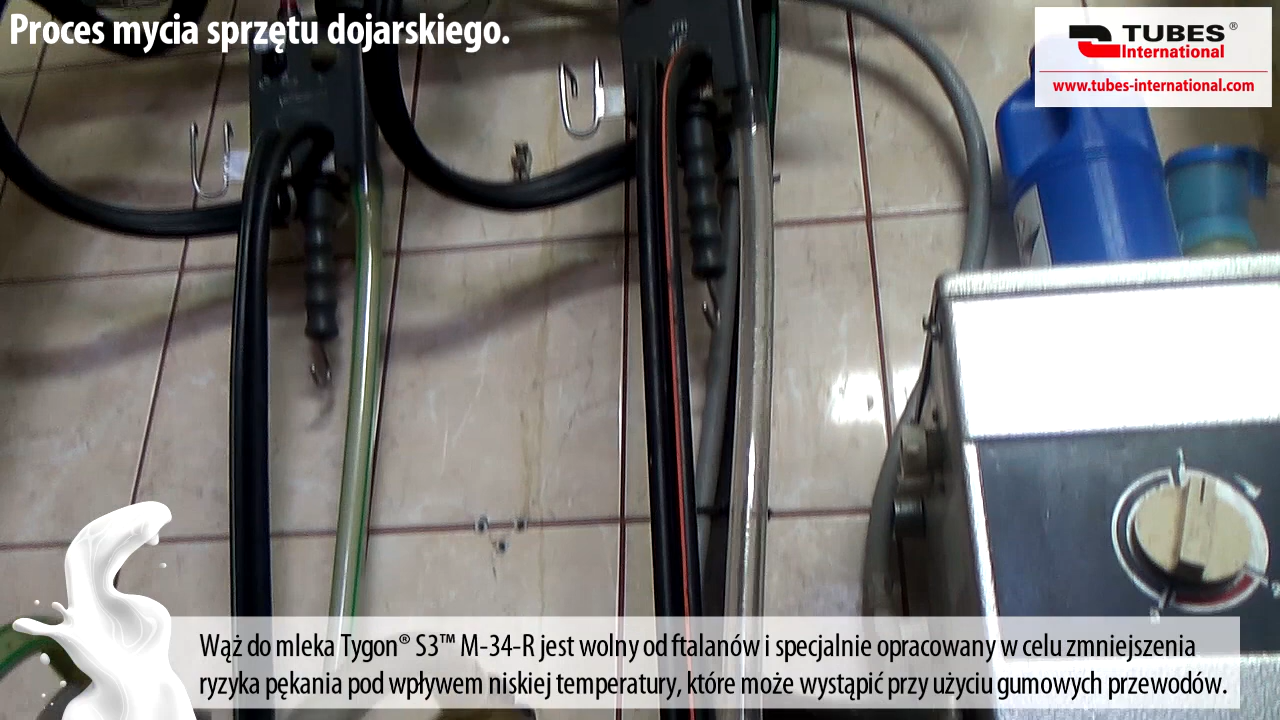 Proces mycia sprzętu dojarskiego.
TUBES®
International
www.tubes-international.com
Wąż do mleka Tygon® S3™ M-34-R jest wolny od ftalanów i specjalnie opracowany w celu zmniejszenia
ryzyka pękania pod wpływem niskiej temperatury, które może wystąpić przy użyciu gumowych przewodów.